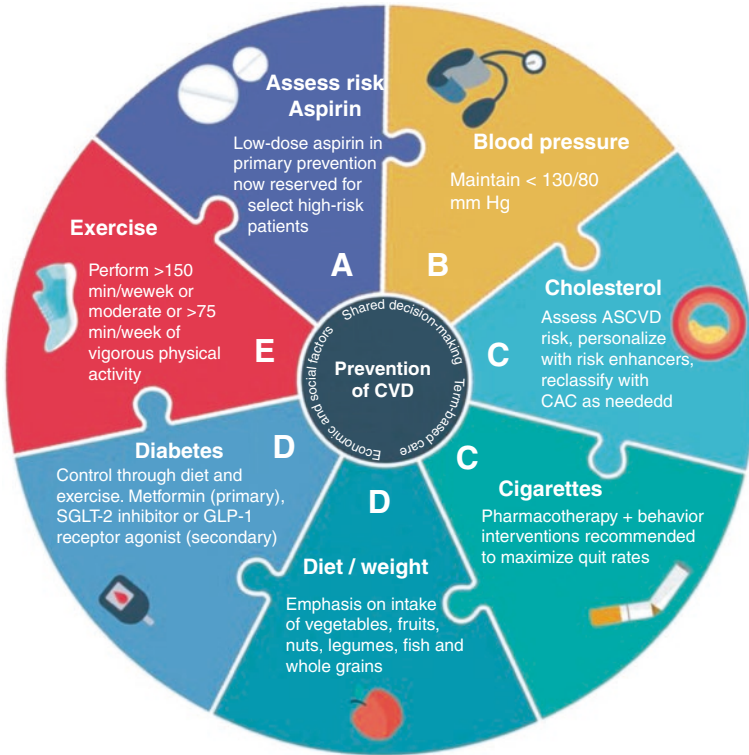 Assess risk
Aspirin
Low-dose aspirin in
primary prevention
now reserved for
select high-risk
patients
A
Blood pressure
Maintain < 130/80
mm Hg
B
Cholesterol
Assess ASCVD
risk, personalize
with risk enhancers,
reclassify with
CAC as neededd
C
Cigarettes
Pharmacotherapy + behavior
interventions recommended
to maximize quit rates
C
Diet / weight
Emphasis on intake
of vegetables, fruits,
nuts, legumes, fish and
whole grains
D
Diabetes
Control through diet and
exercise. Metformin (primary),
SGLT-2 inhibitor or GLP-1
receptor agonist (secondary)
D
Exercise
Perform >150
min/wewek or
moderate or >75
min/week of
vigorous physical
activity
E
Shared decision-making
Term-based care
Economic and social factors
Prevention
of CVD